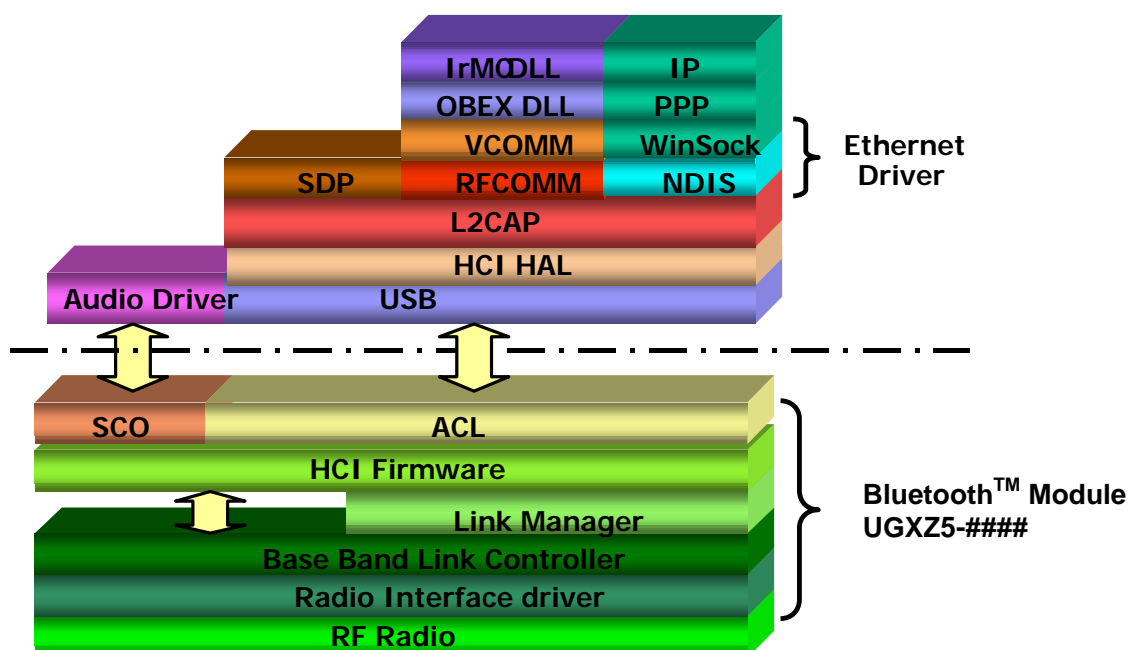 IrMODLL IP
OBEX DLL PPP
VCOMM WinSock
SDP RFCOMM NDIS
Ethernet
Driver
L2CAP
HCI HAL
Audio Driver USB
SCO ACL
HCI Firmware
Link Manager
Base Band Link Controller
Radio Interface driver
RF Radio
Bluetooth™ Module
UGXZ5-####